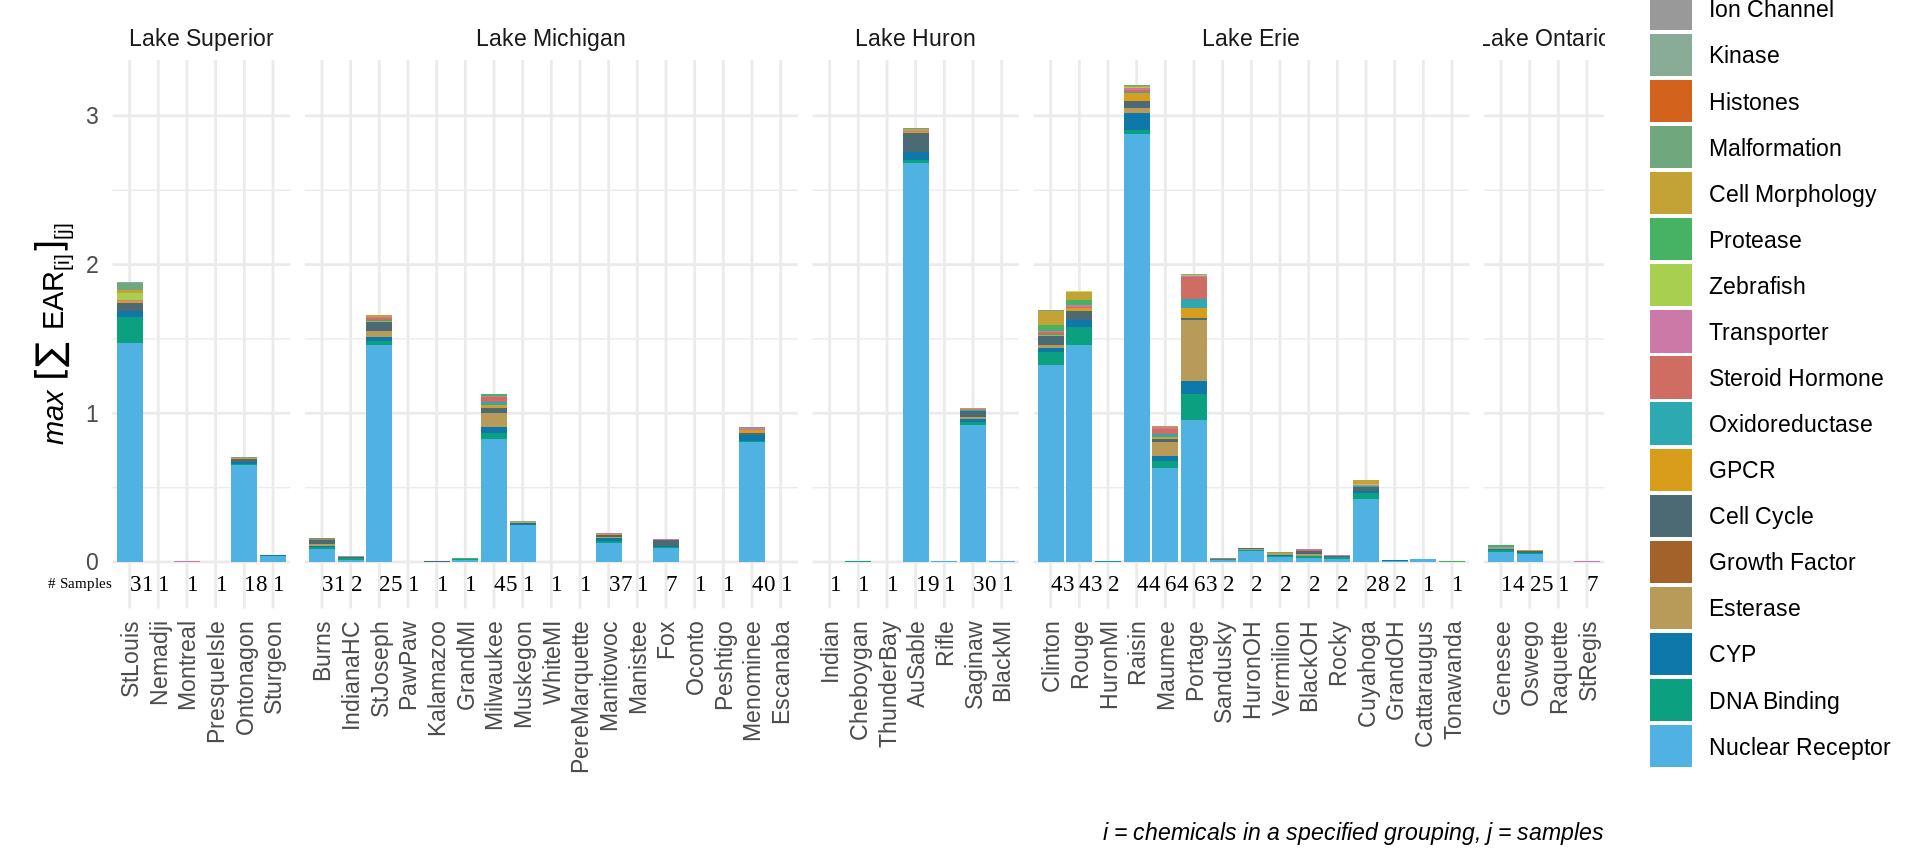 Lake Superior
Lake Michigan
Lake Huron
Lake Erie
Lake Ontario
max [Σ EAR[i]][j]
3
2
1
0
# Samples
31 1 1 1 18 1
31 2 25 1 1 1 45 1 1 1 37 1 7 1 1 40 1
1 1 1 19 1 30 1
43 43 2 44 64 63 2 2 2 2 2 28 2 1 1
14 25 1 7
StLouis
Nemadji
Montreal
PresqueIsle
Ontonagon
Sturgeon
Burns
IndianaHC
StJoseph
PawPaw
Kalamazoo
GrandMI
Milwaukee
Muskegon
WhiteMI
PereMarquette
Manitowoc
Manistee
Fox
Oconto
Peshtigo
Menominee
Escanaba
Indian
Cheboygan
ThunderBay
AuSable
Rifle
Saginaw
BlackMI
Clinton
Rouge
HuronMI
Raisin
Maumee
Portage
Sandusky
HuronOH
Vermilion
BlackOH
Rocky
Cuyahoga
GrandOH
Cattaraugus
Tonawanda
Genesee
Oswego
Raquette
StRegis
Ion Channel
Kinase
Histones
Malformation
Cell Morphology
Protease
Zebrafish
Transporter
Steroid Hormone
Oxidoreductase
GPCR
Cell Cycle
Growth Factor
Esterase
CYP
DNA Binding
Nuclear Receptor
i = chemicals in a specified grouping, j = samples